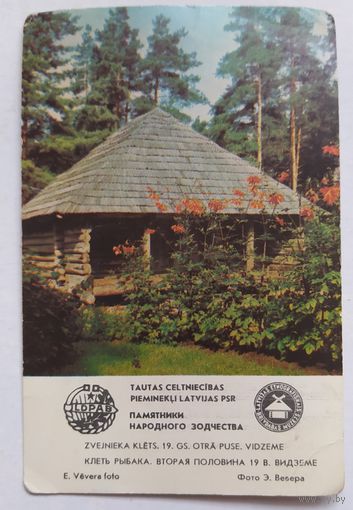 TAUTAS CELTNIECĪBAS
PIEMINEKĻI LATVIJAS PSR
ПАМЯТНИКИ
НАРОДНОГО ЗОДЧЕСТВА
ZVEJNIEKA KLĒTS. 19. GS. OTRĀ PUSE. VIDZEME
КЛЕТЬ РЫБАКА. ВТОРАЯ ПОЛОВИНА 19 В. ВИДЗЕМЕ
E. Vēvera foto
Фото Э. Вевера